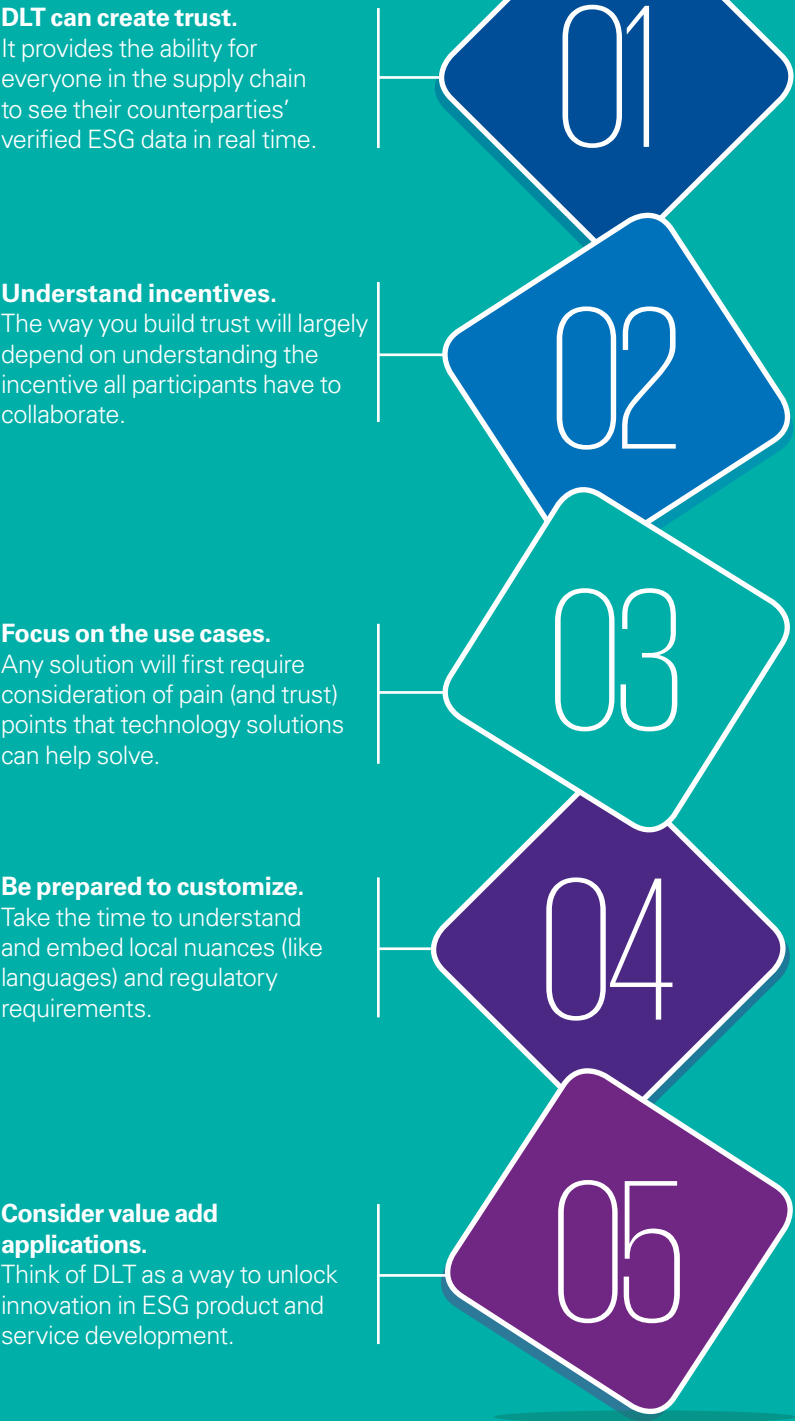 DLT can create trust.
It provides the ability for
everyone in the supply chain
to see their counterparties’
verified ESG data in real time.
01
Understand incentives.
The way you build trust will largely
depend on understanding the
incentive all participants have to
collaborate.
02
Focus on the use cases.
Any solution will first require
consideration of pain (and trust)
points that technology solutions
can help solve.
03
Be prepared to customize.
Take the time to understand
and embed local nuances (like
languages) and regulatory
requirements.
04
Consider value add
applications.
Think of DLT as a way to unlock
innovation in ESG product and
service development.
05